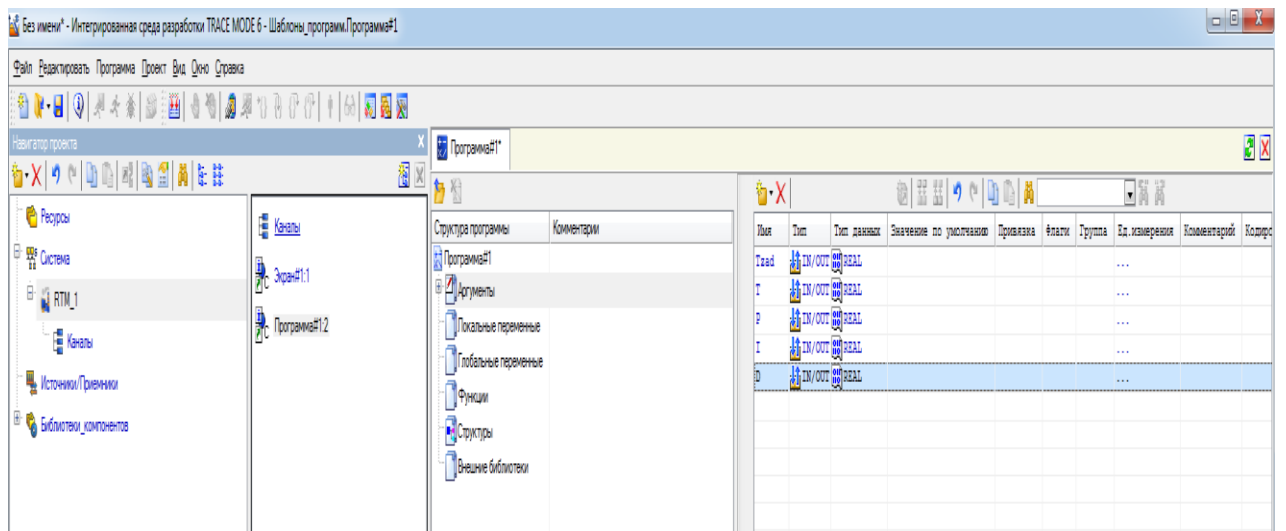 Без имени* - Интегрированная среда разработки TRACE MODE 6 - Шаблоны_программ.Программа#1
Файл Редактировать Программа Проект Вид Окно Справка
Навигатор проекта
Ресурсы
Система
RTM_1
Каналы
Источники/Приемники
Библиотеки_компонентов
Каналы
Экран#1:1
Программа#1:2
Программа#1*
Структура программы Комментарии
Программа#1
Аргументы
Локальные переменные
Глобальные переменные
Функции
Структуры
Внешние библиотеки
Имя Тип Тип данных Значение по умолчанию Привязка Флаги Группа Ед.измерения Комментарий Кодиро
Tzad IN/OUT REAL ...
T IN/OUT REAL ...
P IN/OUT REAL ...
I IN/OUT REAL ...
D IN/OUT REAL ...